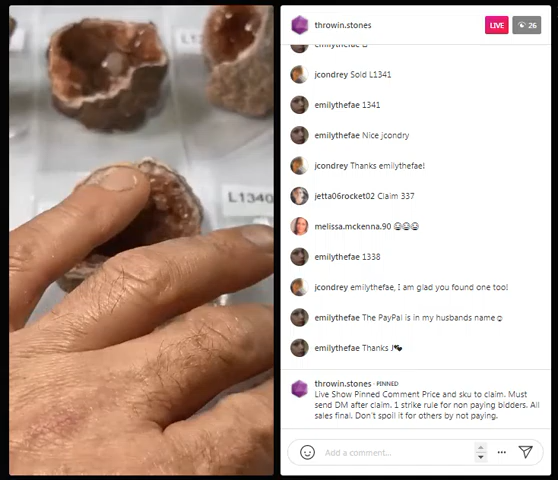 L13
L1340
throwin.stones
LIVE
26
emilythefae
jcondrey Sold L1341
emilythefae 1341
emilythefae Nice jcondry
jcondrey Thanks emilythefae!
jetta06rocket02 Claim 337
melissa.mckenna.90 😂😂😂
emilythefae 1338
jcondrey emilythefae, I am glad you found one too!
emilythefae The PayPal is in my husbands name☺
emilythefae Thanks J❤
throwin.stones · PINNED
Live Show Pinned Comment Price and sku to claim. Must
send DM after claim. 1 strike rule for non paying bidders. All
sales final. Don't spoil it for others by not paying.
Add a comment...